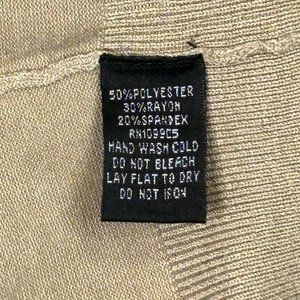 50%POLYESTER
30%RAYON
20%SPANDEX
RN109905
HAND WASH COLD
DO NOT BLEACH
LAY FLAT TO DRY
DO NOT IRON